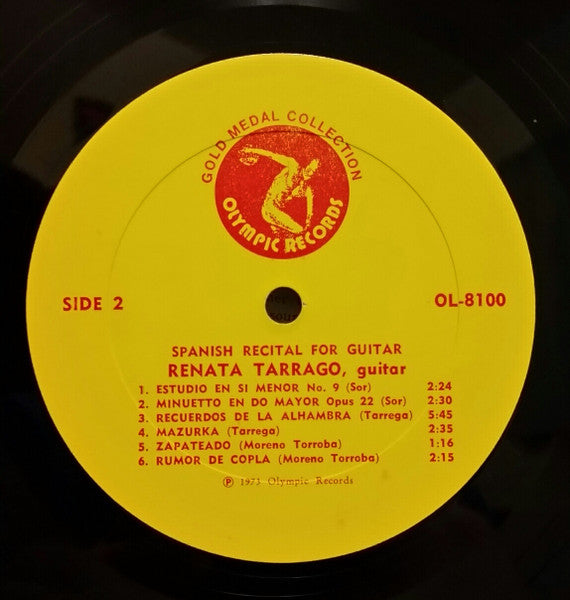 GOLD MEDAL COLLECTION
OLYMPIC RECORDS
SIDE 2
OL-8100
SPANISH RECITAL FOR GUITAR
RENATA TARRAGO, guitar
1. ESTUDIO EN SI MENOR No. 9 (Sor) 2:24
2. MINUETTO EN DO MAYOR Opus 22 (Sor) 2:30
3. RECUERDOS DE LA ALHAMBRA (Tarrega) 5:45
4. MAZURKA (Tarrega) 2:35
5. ZAPATEADO (Moreno Torroba) 1:16
6. RUMOR DE COPLA (Moreno Torroba) 2:15
℗ 1973 Olympic Records